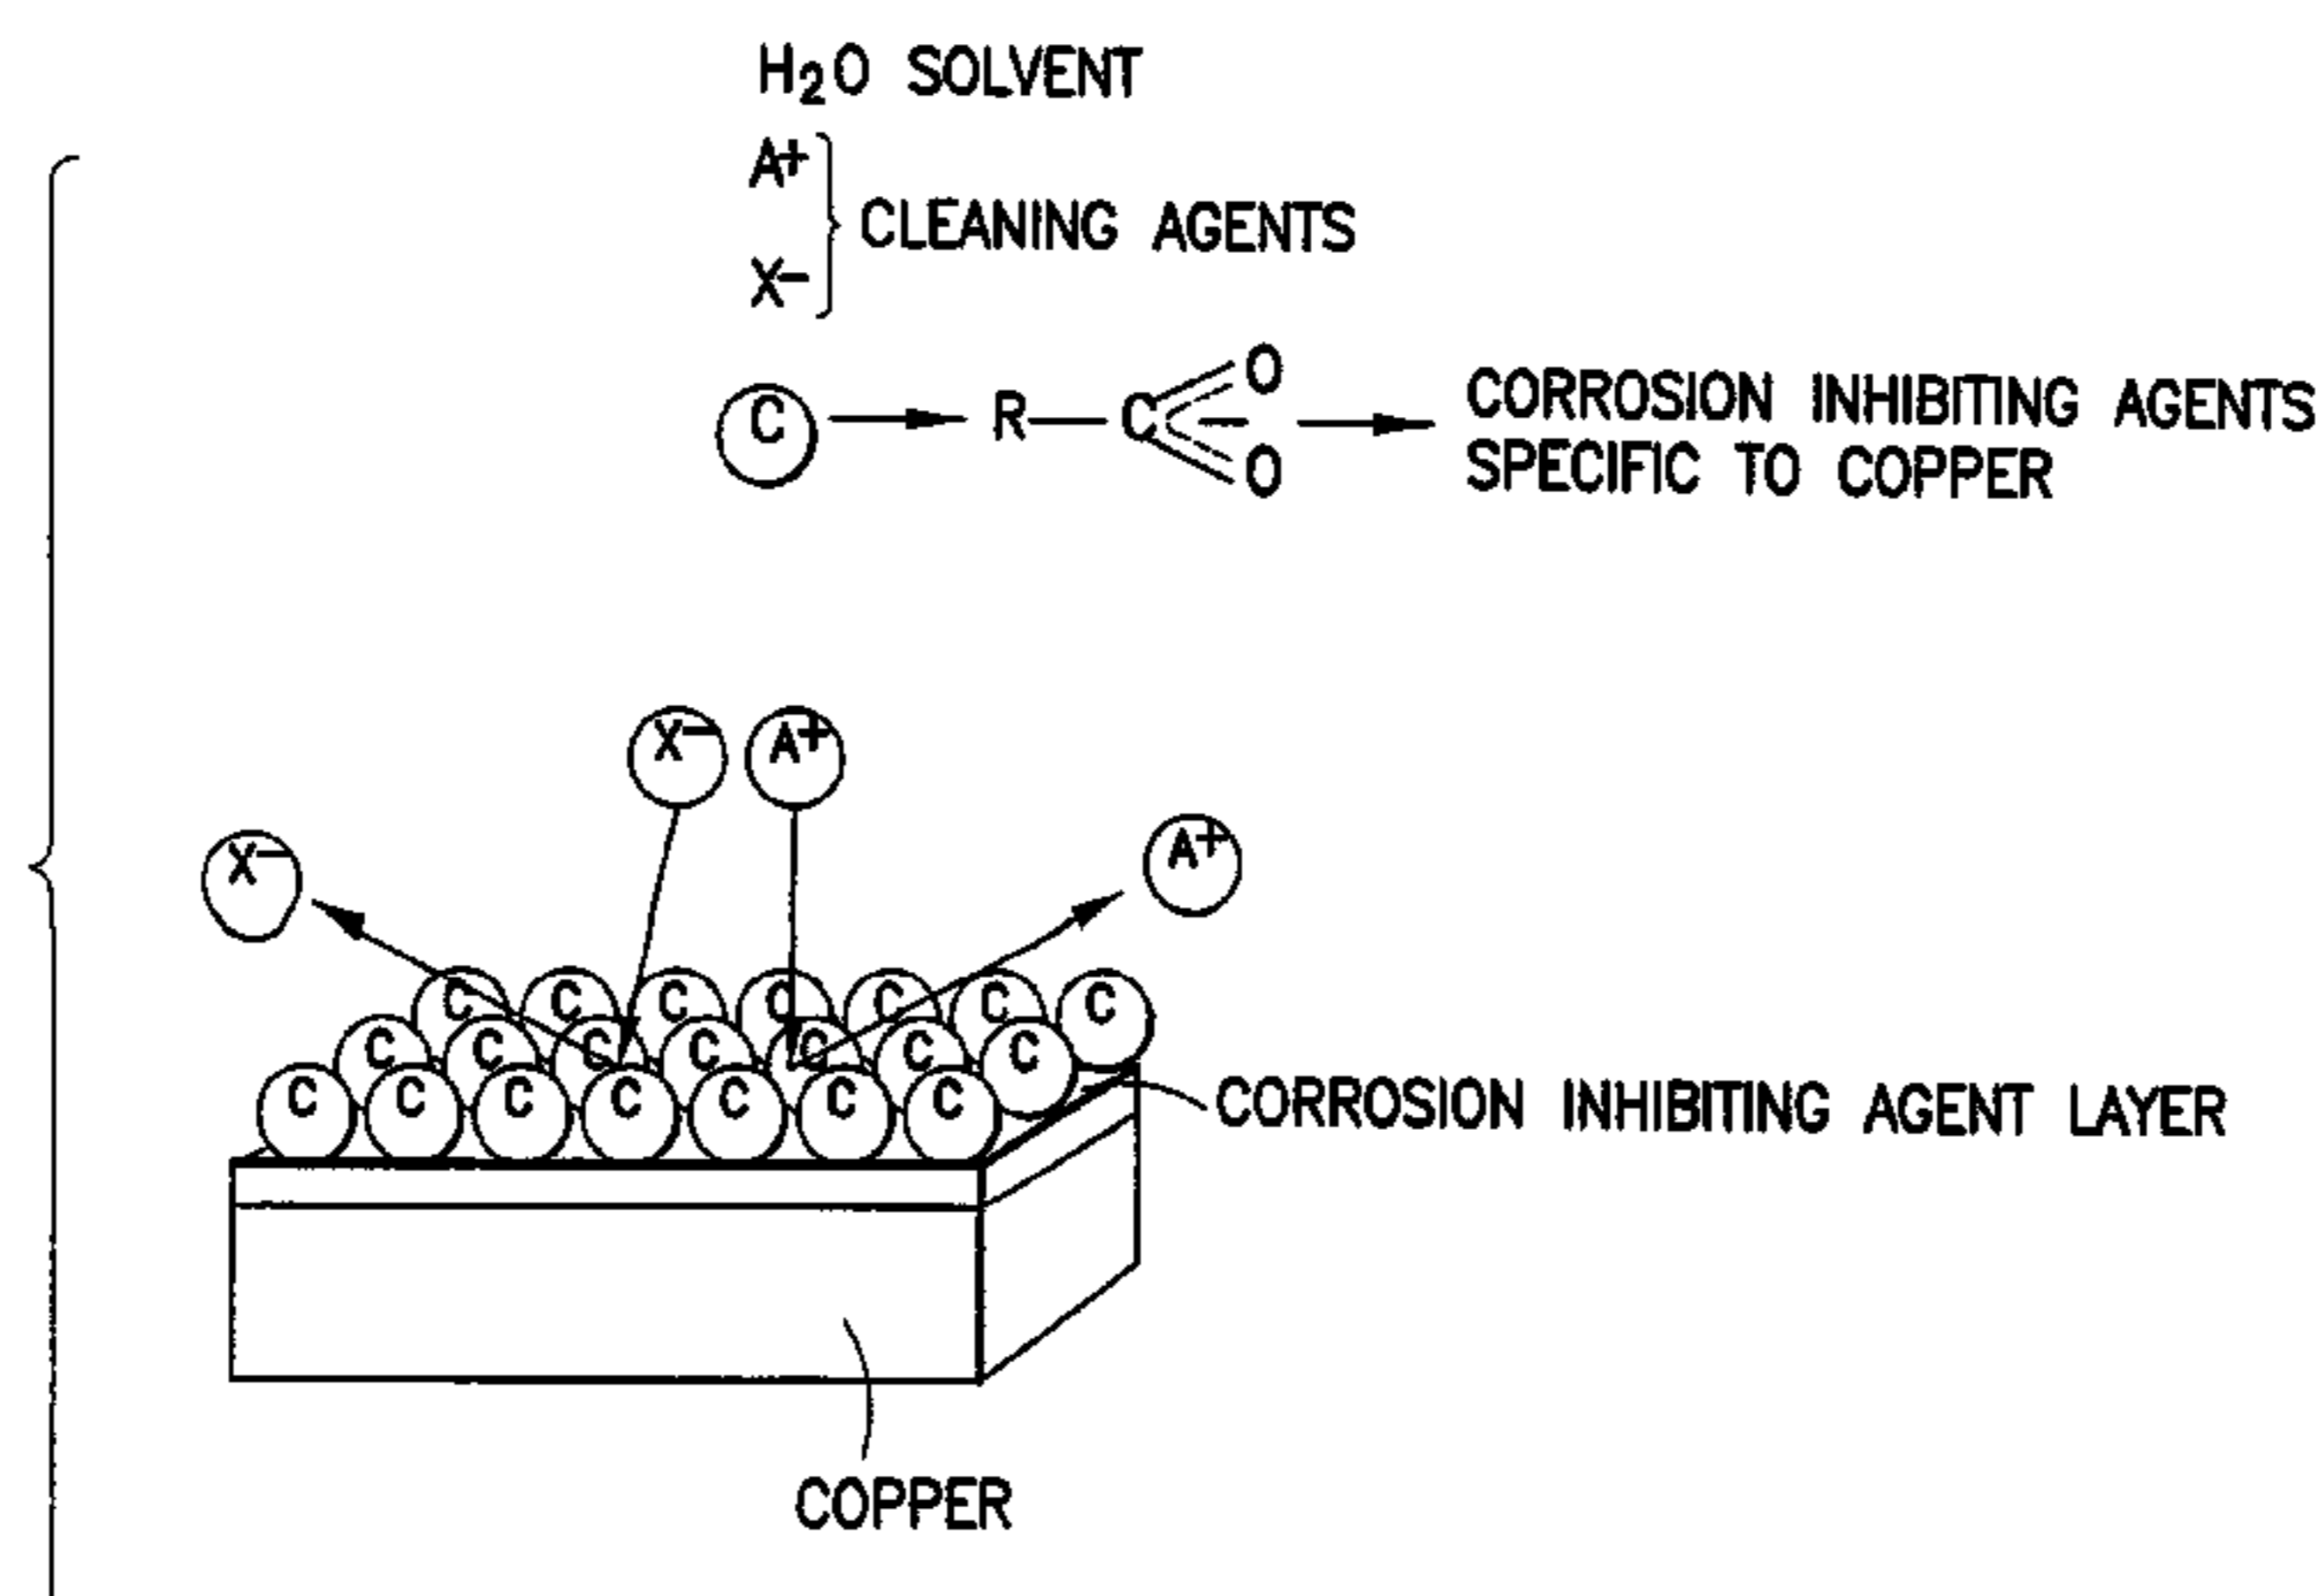 H₂O SOLVENT
A+
CLEANING AGENTS
X−
C R C O O CORROSION INHIBITING AGENTS
SPECIFIC TO COPPER
X− A+
X− A+
C C C C C C C
C C C C C C C
C C C C C C C
CORROSION INHIBITING AGENT LAYER
COPPER